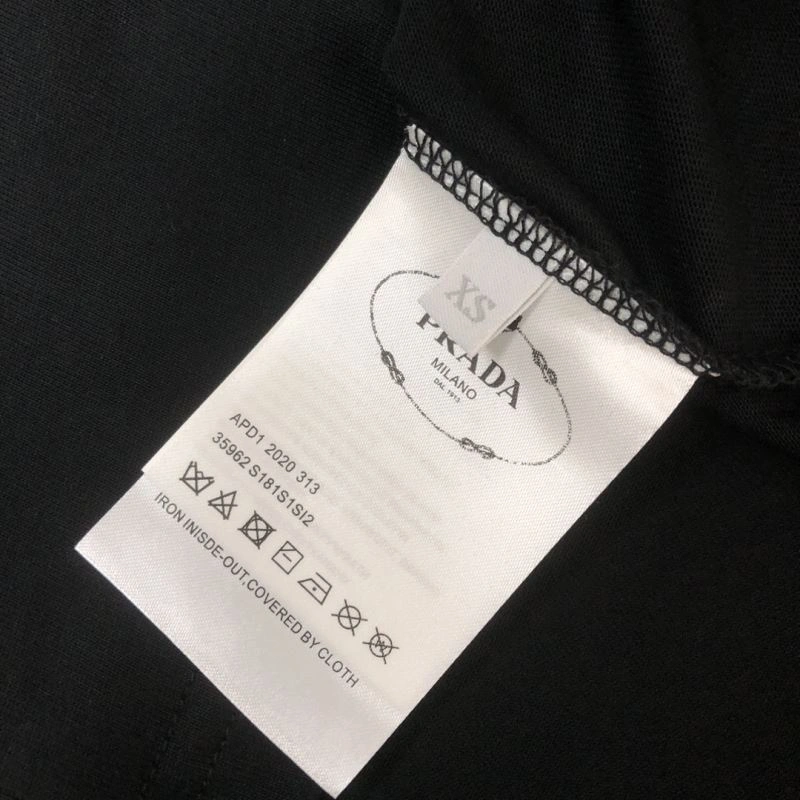 XS
PRADA
MILANO
DAL 1913
APD1 2020 313
35962 S181S1SI2
IRON INISDE-OUT,COVERED BY CLOTH